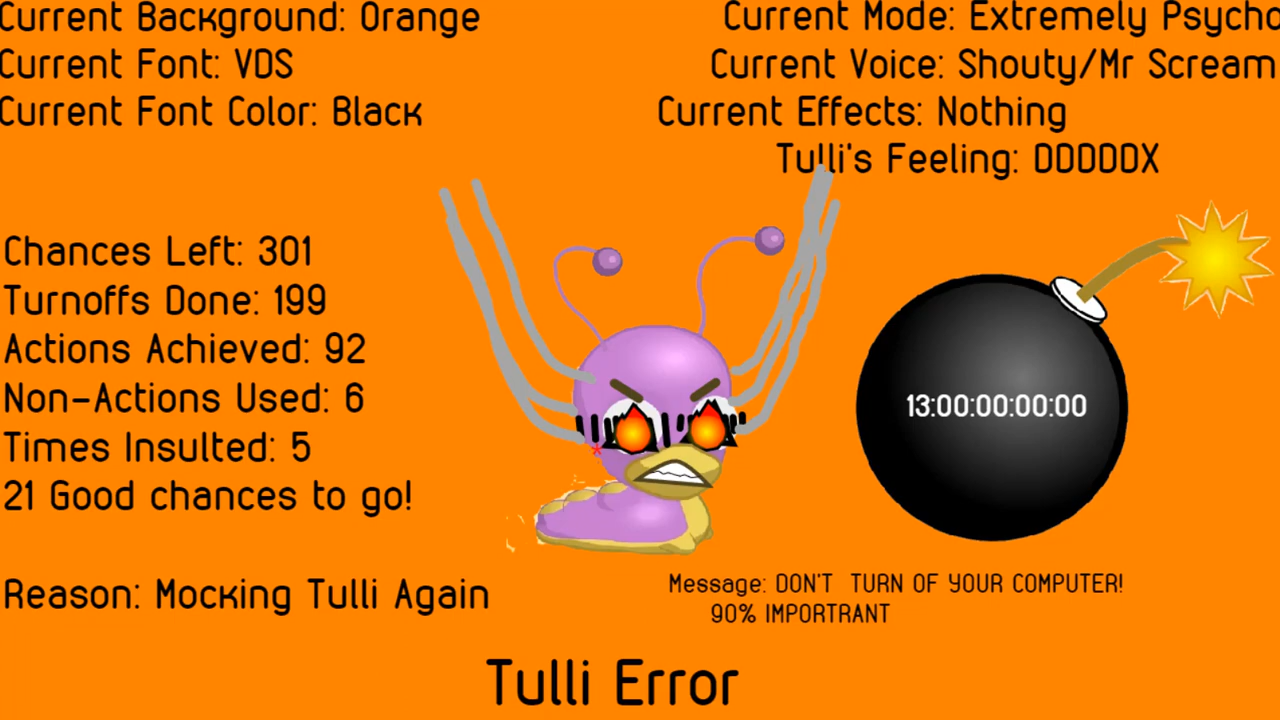 Current Background: Orange
Current Font: VDS
Current Font Color: Black
Current Mode: Extremely Psycho
Current Voice: Shouty/Mr Scream
Current Effects: Nothing
Tulli's Feeling: DDDDDX
Chances Left: 301
Turnoffs Done: 199
Actions Achieved: 92
Non-Actions Used: 6
Times Insulted: 5
21 Good chances to go!
13:00:00:00:00
Reason: Mocking Tulli Again
Message: DON'T TURN OF YOUR COMPUTER!
90% IMPORTRANT
Tulli Error